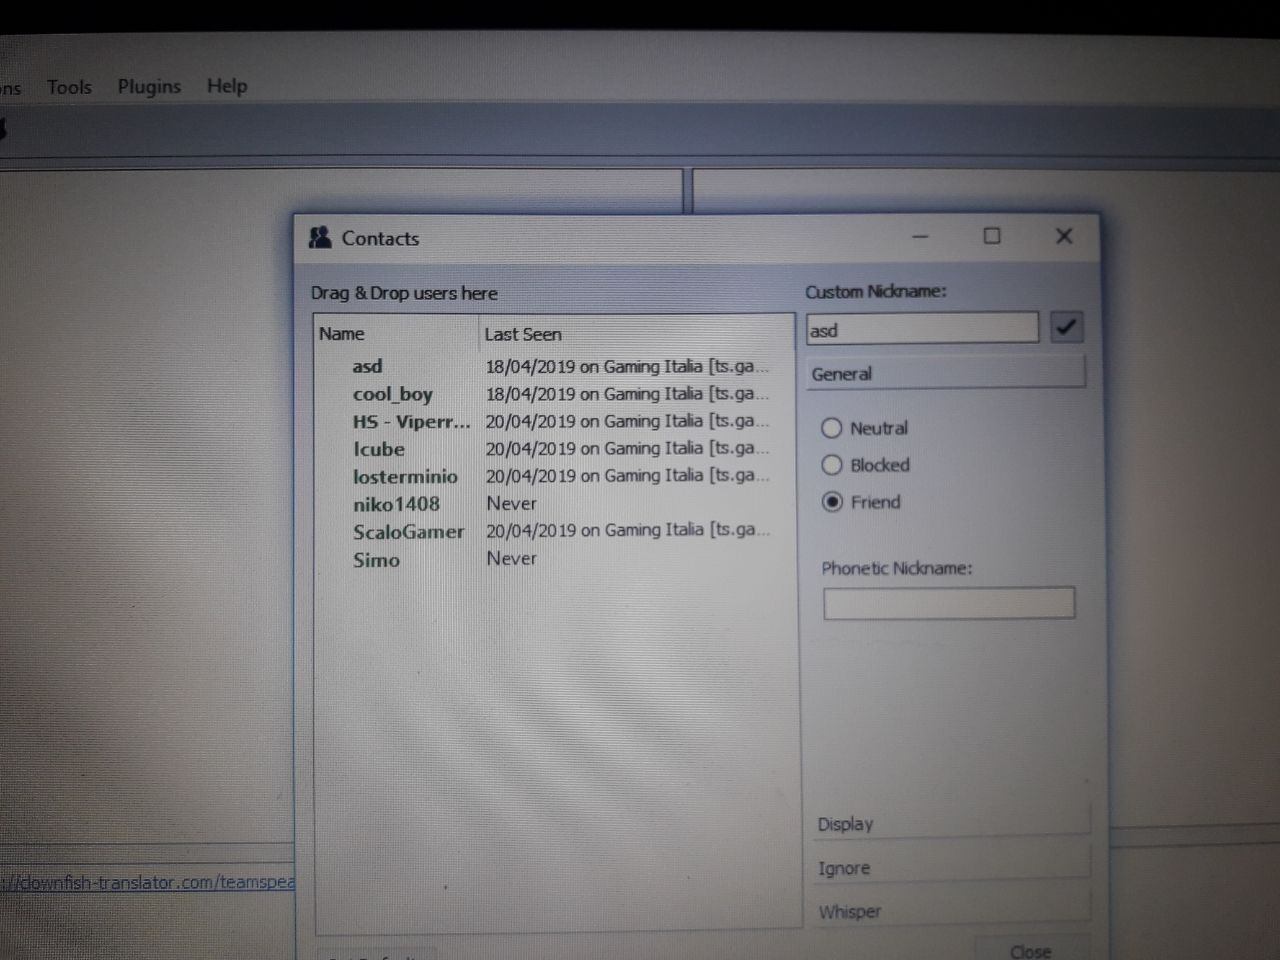 Tools Plugins Help
Contacts
Drag & Drop users here
Name Last Seen
asd 18/04/2019 on Gaming Italia [ts.ga...
cool_boy 18/04/2019 on Gaming Italia [ts.ga...
HS - Viperr... 20/04/2019 on Gaming Italia [ts.ga...
Icube 20/04/2019 on Gaming Italia [ts.ga...
losterminio 20/04/2019 on Gaming Italia [ts.ga...
niko1408 Never
ScaloGamer 20/04/2019 on Gaming Italia [ts.ga...
Simo Never
Custom Nickname:
asd
General
Neutral
Blocked
Friend
Phonetic Nickname:
Display
Ignore
Whisper
Close
://clownfish-translator.com/teamspea